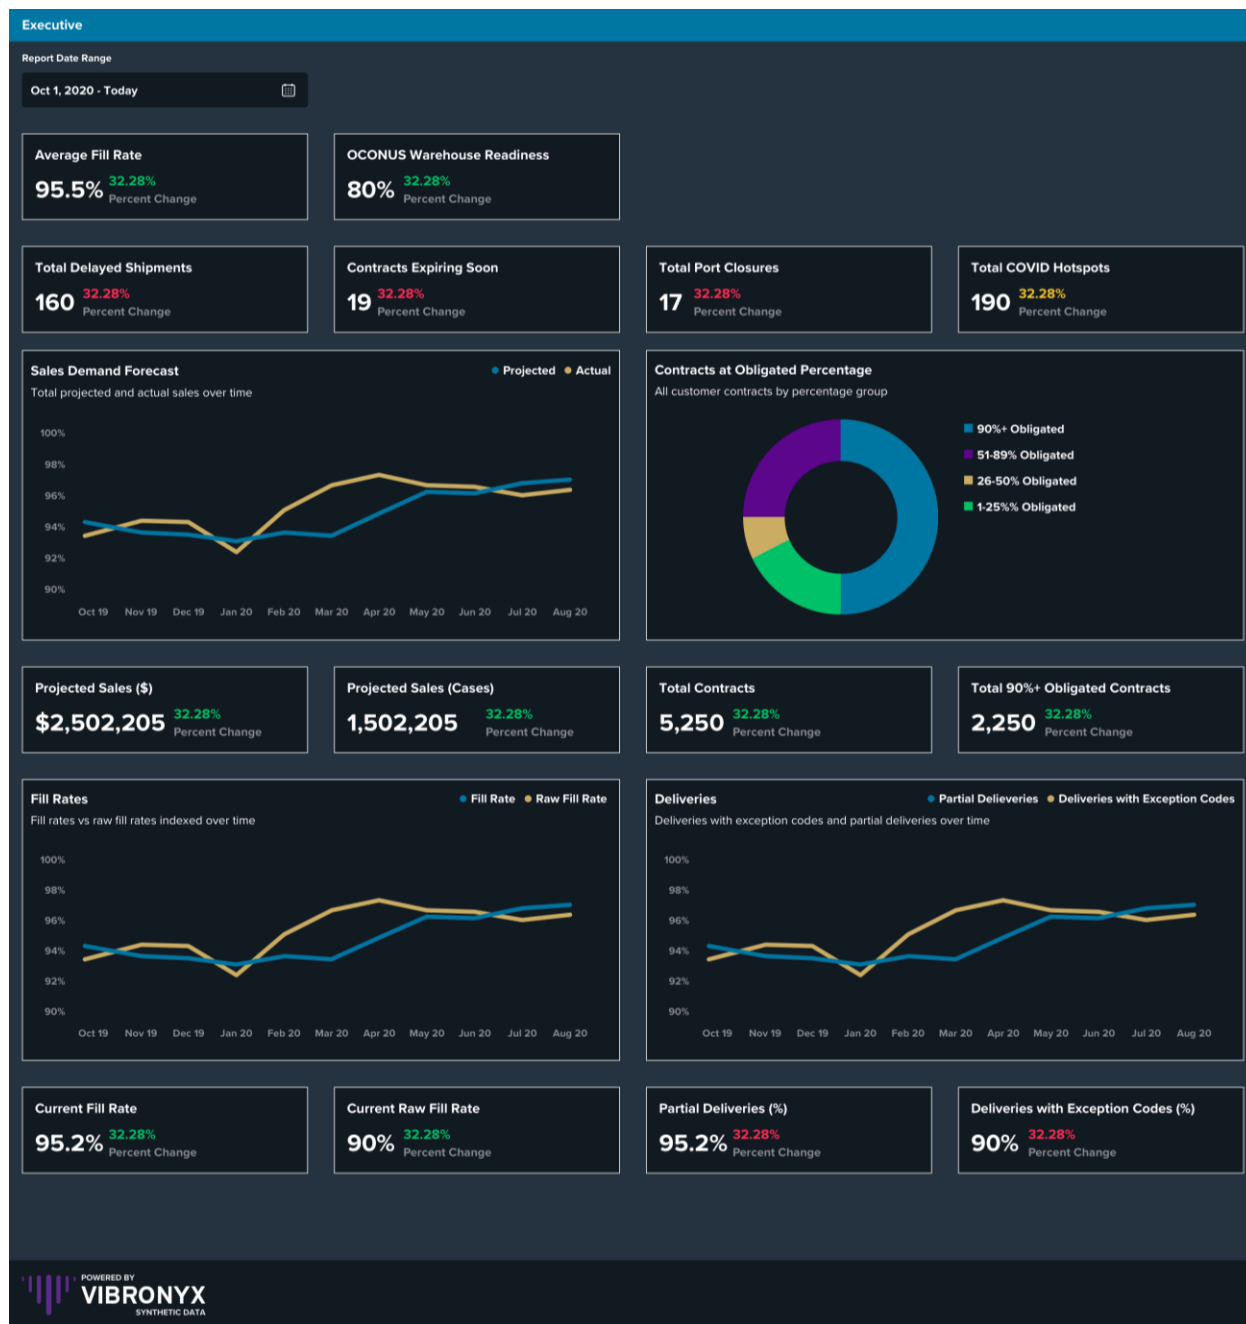 Executive
Report Date Range
Oct 1, 2020 - Today
Average Fill Rate
95.5% 32.28%
Percent Change
OCONUS Warehouse Readiness
80% 32.28%
Percent Change
Total Delayed Shipments
160 32.28%
Percent Change
Contracts Expiring Soon
19 32.28%
Percent Change
Total Port Closures
17 32.28%
Percent Change
Total COVID Hotspots
190 32.28%
Percent Change
Sales Demand Forecast
Projected Actual
Total projected and actual sales over time
100%
98%
96%
94%
92%
90%
Oct 19 Nov 19 Dec 19 Jan 20 Feb 20 Mar 20 Apr 20 May 20 Jun 20 Jul 20 Aug 20
Contracts at Obligated Percentage
All customer contracts by percentage group
90%+ Obligated
51-89% Obligated
26-50% Obligated
1-25%% Obligated
Projected Sales ($)
$2,502,205 32.28%
Percent Change
Projected Sales (Cases)
1,502,205 32.28%
Percent Change
Total Contracts
5,250 32.28%
Percent Change
Total 90%+ Obligated Contracts
2,250 32.28%
Percent Change
Fill Rates
Fill Rate Raw Fill Rate
Fill rates vs raw fill rates indexed over time
100%
98%
96%
94%
92%
90%
Oct 19 Nov 19 Dec 19 Jan 20 Feb 20 Mar 20 Apr 20 May 20 Jun 20 Jul 20 Aug 20
Deliveries
Partial Delieveries Deliveries with Exception Codes
Deliveries with exception codes and partial deliveries over time
100%
98%
96%
94%
92%
90%
Oct 19 Nov 19 Dec 19 Jan 20 Feb 20 Mar 20 Apr 20 May 20 Jun 20 Jul 20 Aug 20
Current Fill Rate
95.2% 32.28%
Percent Change
Current Raw Fill Rate
90% 32.28%
Percent Change
Partial Deliveries (%)
95.2% 32.28%
Percent Change
Deliveries with Exception Codes (%)
90% 32.28%
Percent Change
POWERED BY
VIBRONYX
SYNTHETIC DATA